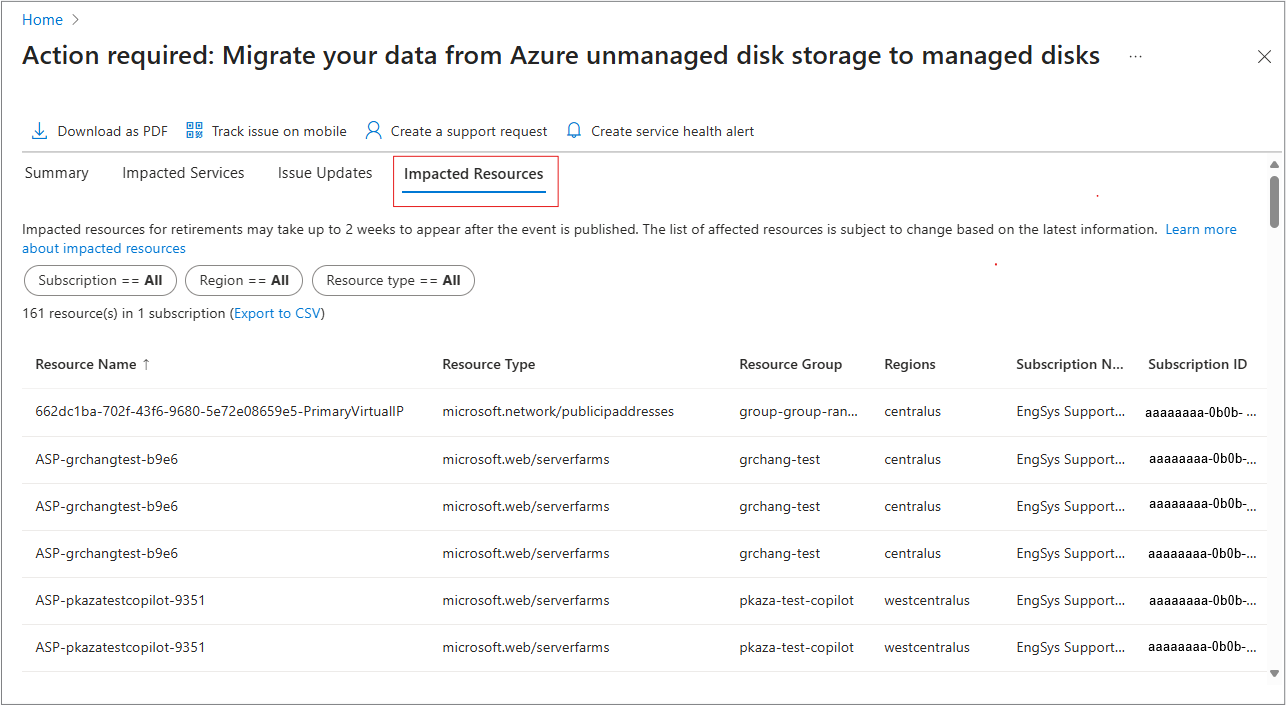 Home
Action required: Migrate your data from Azure unmanaged disk storage to managed disks ...
Download as PDF Track issue on mobile Create a support request Create service health alert
Summary Impacted Services Issue Updates Impacted Resources
Impacted resources for retirements may take up to 2 weeks to appear after the event is published. The list of affected resources is subject to change based on the latest information. Learn more
about impacted resources
Subscription == All Region == All Resource type == All
161 resource(s) in 1 subscription (Export to CSV)
Resource Name ↑ Resource Type Resource Group Regions Subscription N... Subscription ID
662dc1ba-702f-43f6-9680-5e72e08659e5-PrimaryVirtualIP microsoft.network/publicipaddresses group-group-ran... centralus EngSys Support... aaaaaaaa-0b0b- ...
ASP-grchangtest-b9e6 microsoft.web/serverfarms grchang-test centralus EngSys Support... aaaaaaaa-0b0b-...
ASP-grchangtest-b9e6 microsoft.web/serverfarms grchang-test centralus EngSys Support... aaaaaaaa-0b0b-...
ASP-grchangtest-b9e6 microsoft.web/serverfarms grchang-test centralus EngSys Support... aaaaaaaa-0b0b-...
ASP-pkazatestcopilot-9351 microsoft.web/serverfarms pkaza-test-copilot westcentralus EngSys Support... aaaaaaaa-0b0b-...
ASP-pkazatestcopilot-9351 microsoft.web/serverfarms pkaza-test-copilot westcentralus EngSys Support... aaaaaaaa-0b0b-...